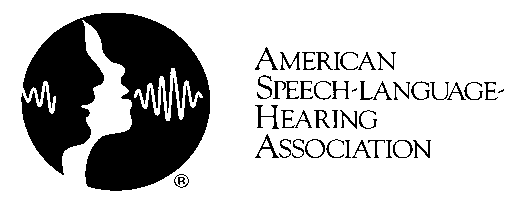 AMERICAN
SPEECH-LANGUAGE-
HEARING
ASSOCIATION
®